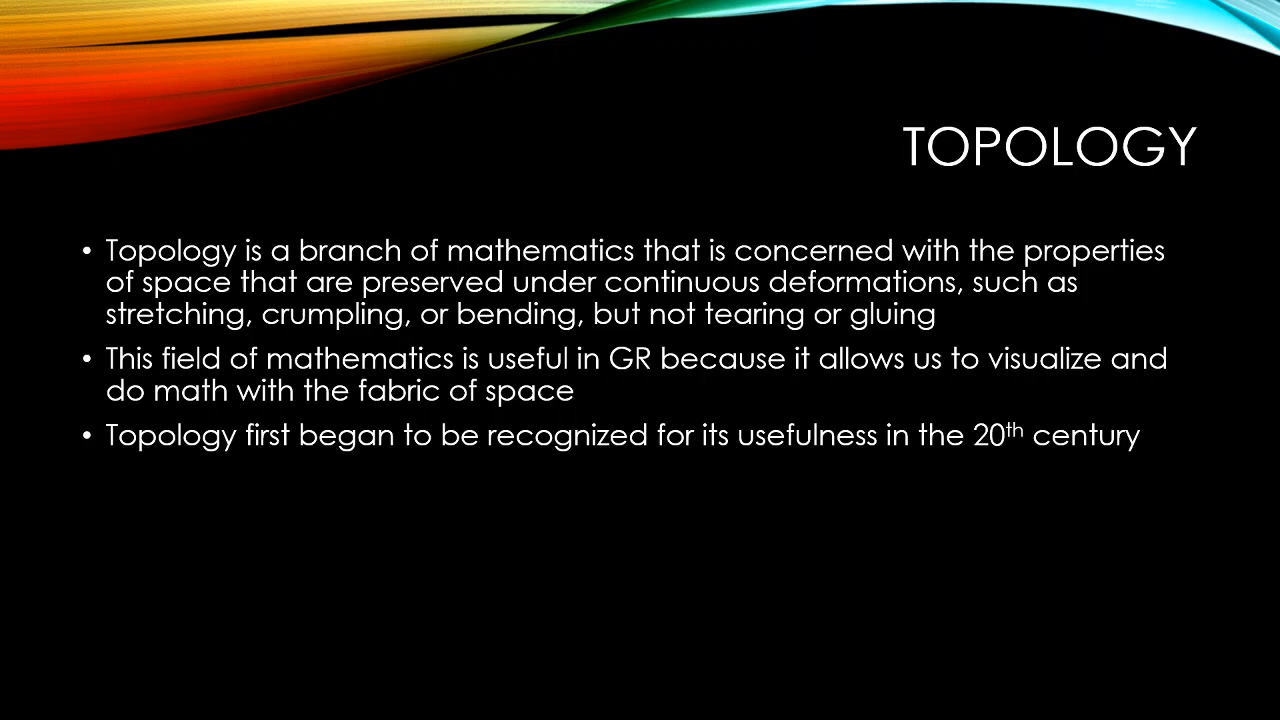 TOPOLOGY
• Topology is a branch of mathematics that is concerned with the properties
of space that are preserved under continuous deformations, such as
stretching, crumpling, or bending, but not tearing or gluing
• This field of mathematics is useful in GR because it allows us to visualize and
do math with the fabric of space
• Topology first began to be recognized for its usefulness in the 20th century